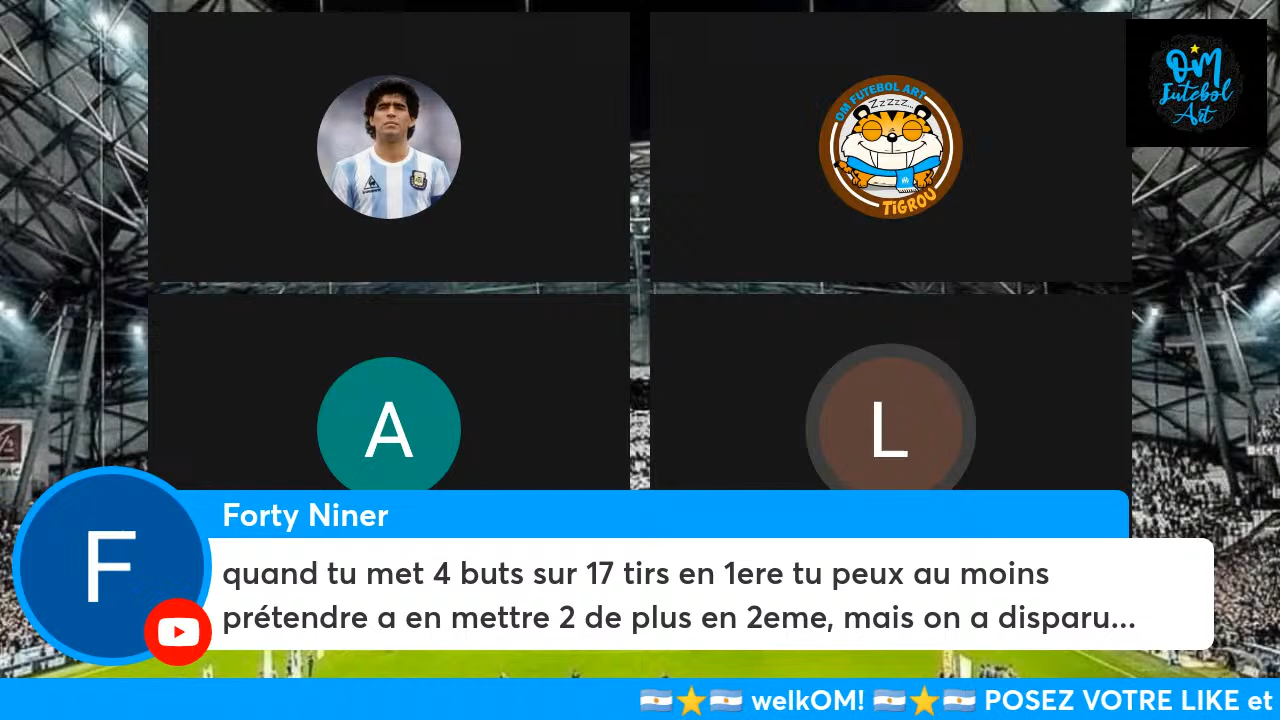 OM
Futebol
Art
OM FUTEBOL ART
Z z Z Z Z...
TIGROU
A
L
F
Forty Niner
quand tu met 4 buts sur 17 tirs en 1ere tu peux au moins
prétendre a en mettre 2 de plus en 2eme, mais on a disparu...
🇦🇷⭐🇦🇷 welkOM! 🇦🇷⭐🇦🇷 POSEZ VOTRE LIKE et